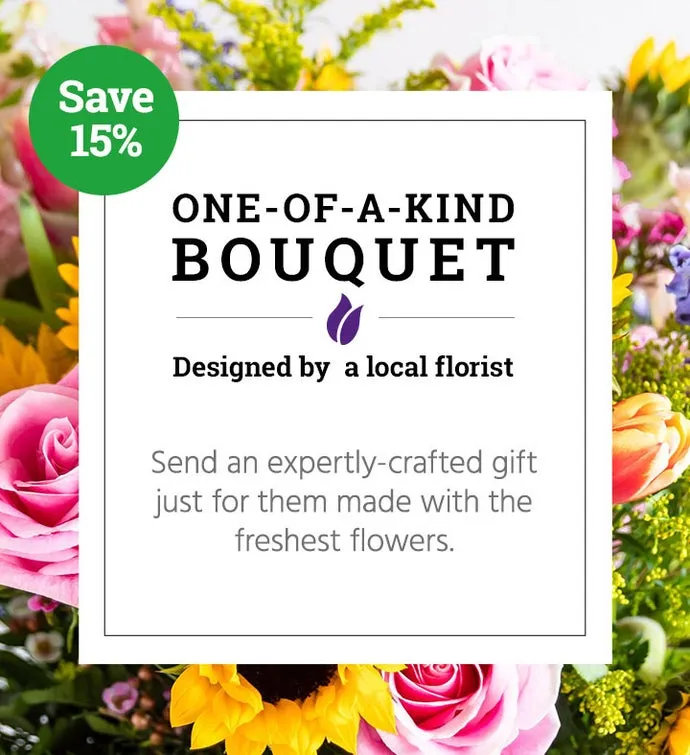 Save
15%
ONE-OF-A-KIND
BOUQUET
Designed by a local florist
Send an expertly-crafted gift
just for them made with the
freshest flowers.